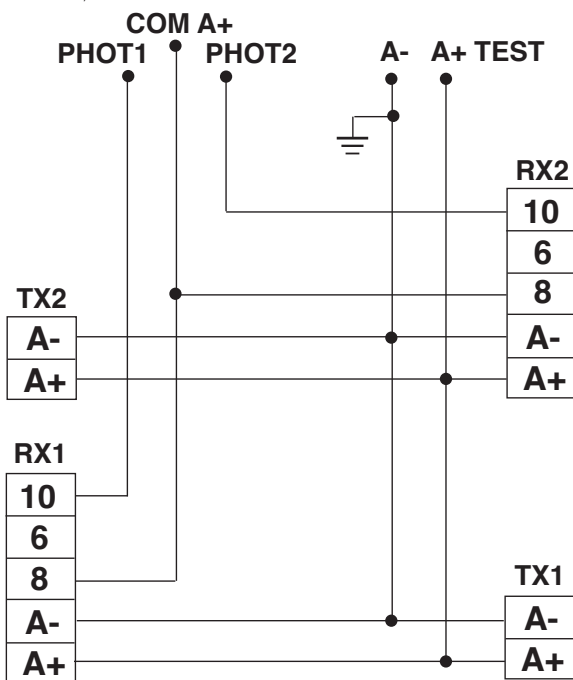 COM A+
PHOT1
PHOT2
A-
A+ TEST
RX2
10
6
8
A-
A+
TX2
A-
A+
RX1
10
6
8
A-
A+
TX1
A-
A+